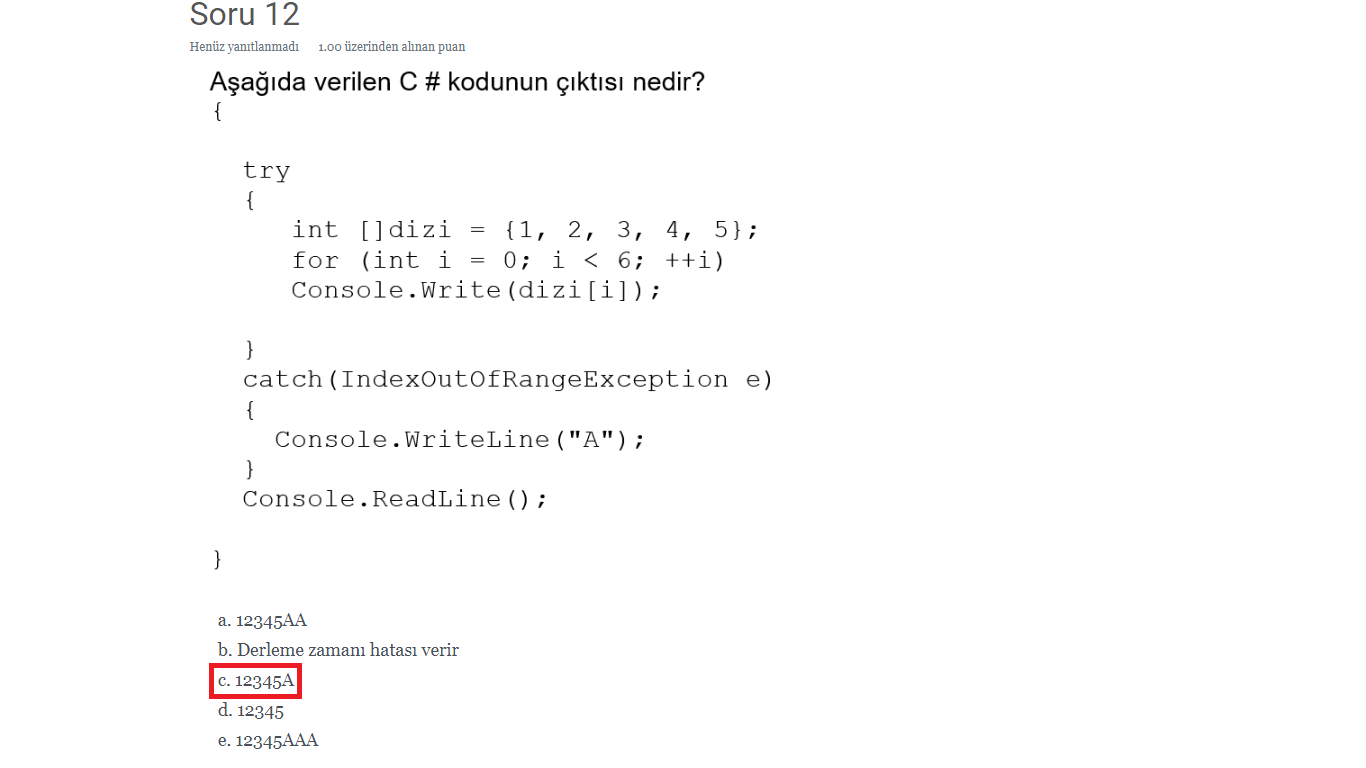 Soru 12
Henüz yanıtlanmadı 1.00 üzerinden alınan puan
Aşağıda verilen C # kodunun çıktısı nedir?
{
try
{
int []dizi = {1, 2, 3, 4, 5};
for (int i = 0; i < 6; ++i)
Console.Write(dizi[i]);
}
catch(IndexOutOfRangeException e)
{
Console.WriteLine("A");
}
Console.ReadLine();
}
a. 12345AA
b. Derleme zamanı hatası verir
c. 12345A
d. 12345
e. 12345AAA